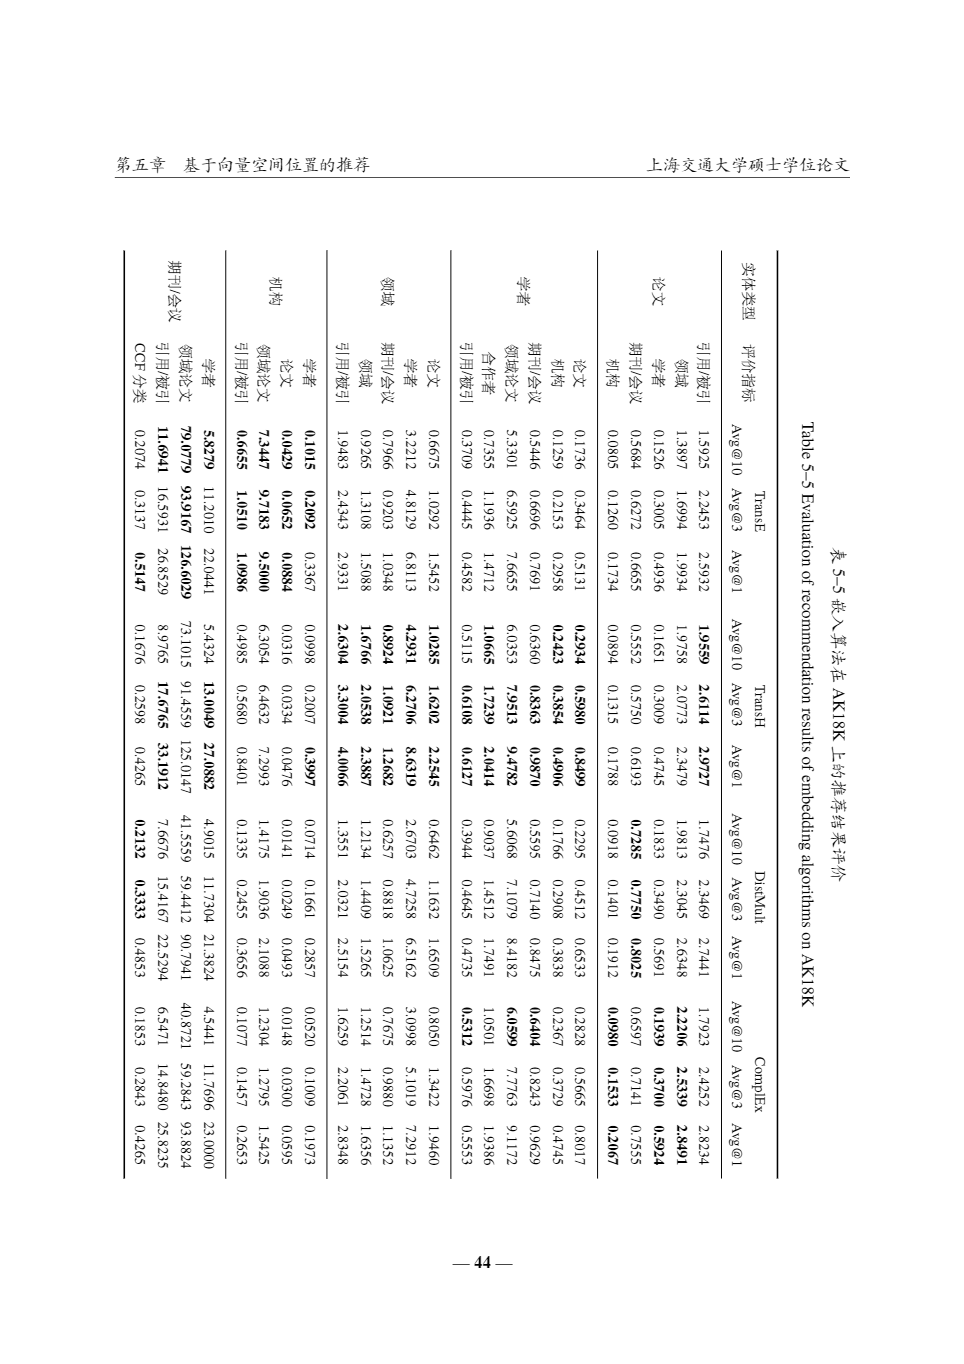 第五章　基于向量空间位置的推荐 上海交通大学硕士学位论文
表 5–5 嵌入算法在 AK18K 上的推荐结果评价
Table 5–5 Evaluation of recommendation results of embedding algorithms on AK18K
TransE TransH DistMult ComplEx
实体类型 评价指标 Avg@10 Avg@3 Avg@1 Avg@10 Avg@3 Avg@1 Avg@10 Avg@3 Avg@1 Avg@10 Avg@3 Avg@1
引用/被引 1.5925 2.2453 2.5932 1.9559 2.6114 2.9727 1.7476 2.3469 2.7441 1.7923 2.4252 2.8234
领域 1.3897 1.6994 1.9934 1.9758 2.0773 2.3479 1.9813 2.3045 2.6348 2.2206 2.5339 2.8491
论文 学者 0.1526 0.3005 0.4936 0.1651 0.3009 0.4745 0.1833 0.3490 0.5691 0.1939 0.3700 0.5924
期刊/会议 0.5684 0.6272 0.6655 0.5552 0.5750 0.6193 0.7285 0.7750 0.8025 0.6597 0.7141 0.7555
机构 0.0805 0.1260 0.1734 0.0894 0.1315 0.1788 0.0918 0.1401 0.1912 0.0980 0.1533 0.2067
论文 0.1736 0.3464 0.5131 0.2934 0.5980 0.8499 0.2295 0.4512 0.6533 0.2828 0.5665 0.8017
机构 0.1259 0.2153 0.2958 0.2423 0.3854 0.4906 0.1766 0.2908 0.3838 0.2367 0.3729 0.4745
学者 期刊/会议 0.5446 0.6696 0.7691 0.6360 0.8363 0.9870 0.5595 0.7140 0.8475 0.6404 0.8243 0.9629
领域论文 5.3301 6.5925 7.6655 6.0353 7.9513 9.4782 5.6068 7.1079 8.4182 6.0599 7.7763 9.1172
合作者 0.7355 1.1936 1.4712 1.0665 1.7239 2.0414 0.9037 1.4512 1.7491 1.0501 1.6698 1.9386
引用/被引 0.3709 0.4445 0.4582 0.5115 0.6108 0.6127 0.3944 0.4645 0.4735 0.5312 0.5976 0.5553
论文 0.6675 1.0292 1.5452 1.0285 1.6202 2.2545 0.6462 1.1632 1.6509 0.8050 1.3422 1.9460
学者 3.2212 4.8129 6.8113 4.2931 6.2706 8.6319 2.6703 4.7258 6.5163 3.0998 5.1019 7.2912
领域 期刊/会议 0.7966 0.9203 1.0348 0.8924 1.0921 1.2682 0.6257 0.8818 1.0625 0.7675 0.9880 1.1352
领域 0.9265 1.3108 1.5088 1.6766 2.0538 2.3887 1.2134 1.4409 1.5265 1.2514 1.4728 1.6356
引用/被引 1.9483 2.4343 2.9331 2.6304 3.3004 4.0066 1.3551 2.0321 2.5154 1.6259 2.2061 2.8348
学者 0.1015 0.2092 0.3367 0.0998 0.2007 0.3997 0.0714 0.1661 0.2857 0.0520 0.1009 0.1973
论文 0.0429 0.0652 0.0884 0.0316 0.0334 0.0476 0.0141 0.0249 0.0493 0.0148 0.0300 0.0595
机构 领域论文 7.3447 9.7183 9.5000 6.3054 6.4632 7.2993 1.4175 1.9036 2.1088 1.2304 1.2795 1.5425
引用/被引 0.6655 1.0510 1.0986 0.4985 0.5680 0.8401 0.1335 0.2455 0.3656 0.1077 0.1457 0.2653
学者 5.8279 11.2010 22.0441 5.4324 13.0049 27.0882 4.9015 11.7304 21.3824 4.5441 11.7696 23.0000
领域论文 79.0779 93.9167 126.6029 73.1015 91.4559 125.0147 41.5559 59.4412 90.7941 40.8721 59.2843 93.8824
期刊/会议 引用/被引 11.6941 16.5931 26.8529 8.9765 17.6765 33.1912 7.6676 15.4167 22.5294 6.5471 14.8480 25.8235
CCF 分类 0.2074 0.3137 0.5147 0.1676 0.2598 0.4265 0.2132 0.3333 0.4853 0.1853 0.2843 0.4265
— 44 —